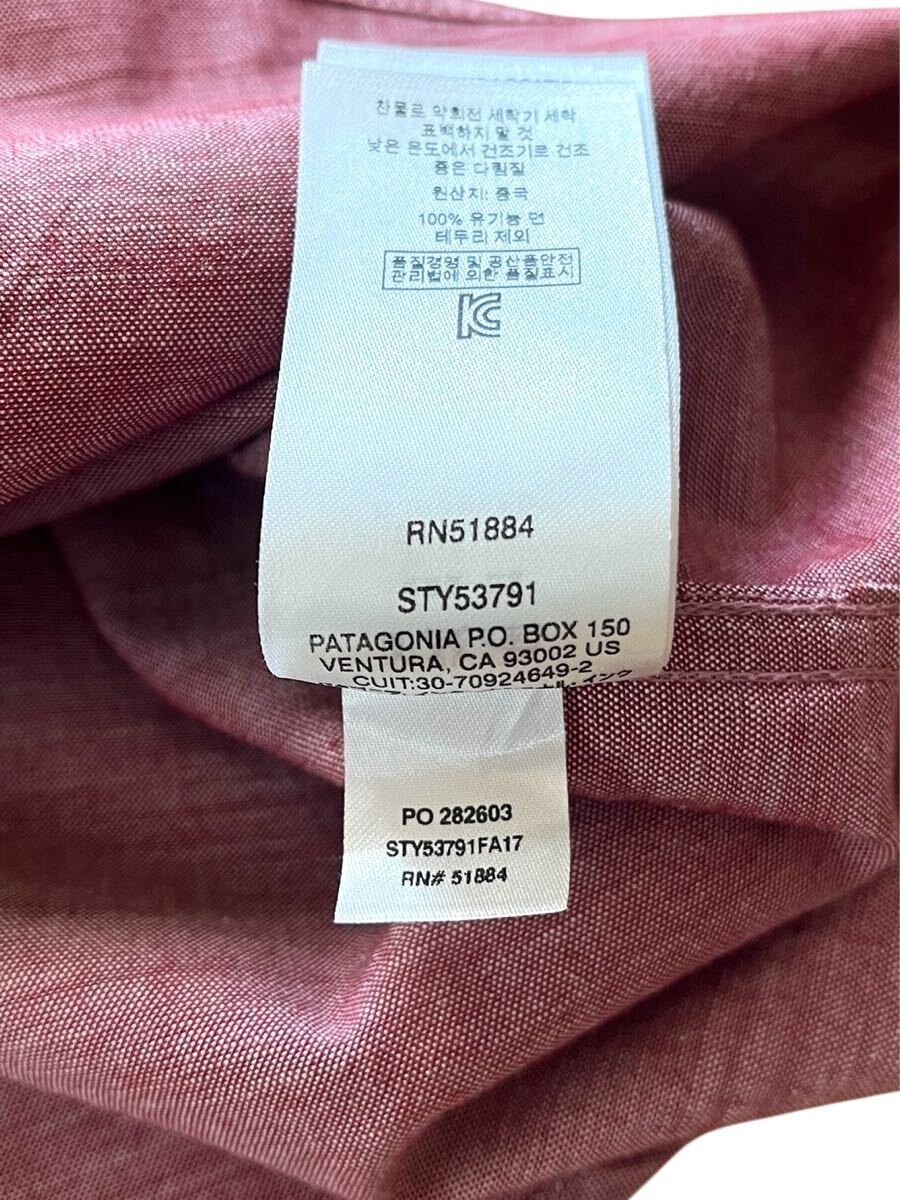 찬물로 약회전 세탁기 세탁
표백하지 말 것
낮은 온도에서 건조기로 건조
중은 다림질
원산지: 중국
100% 유기농 면
테두리 제외
품질경영 및 공산품안전
관리법에 의한 품질표시
RN51884
STY53791
PATAGONIA P.O. BOX 150
VENTURA, CA 93002 US
CUIT:30-70924649-2
インク
PO 282603
STY53791FA17
RN# 51884